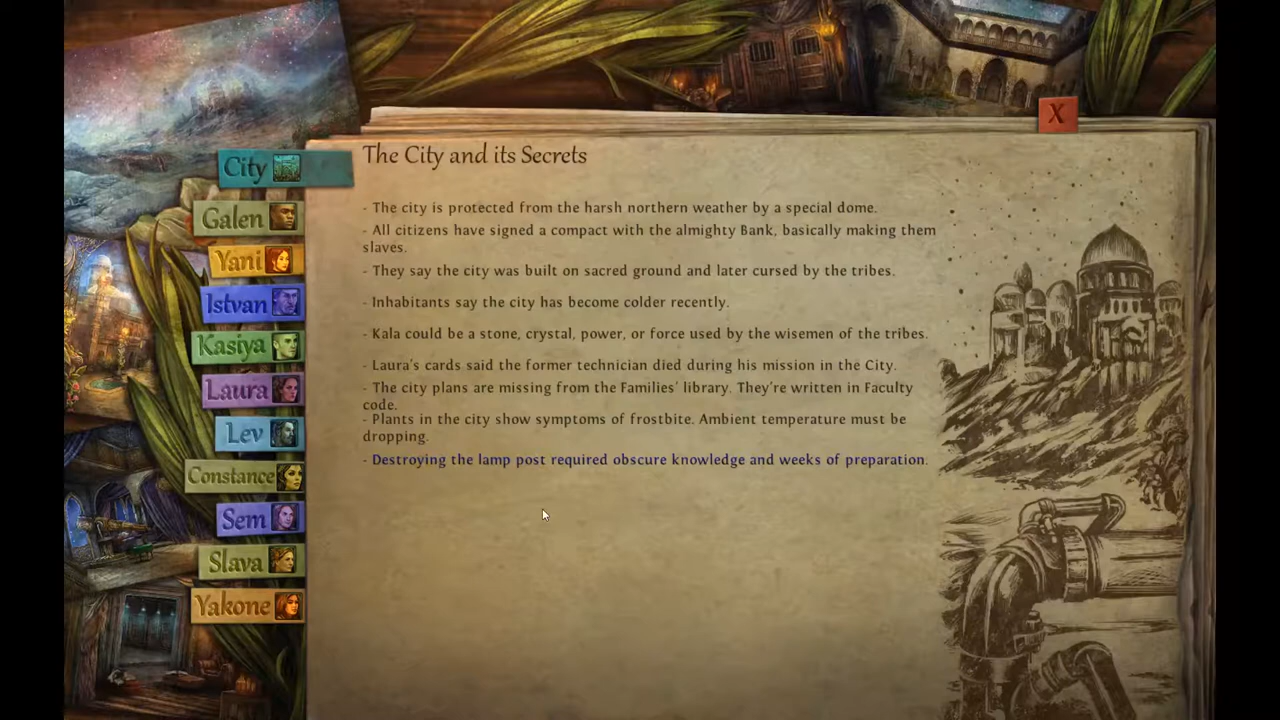 X
The City and its Secrets
City
Galen
Yani
Istvan
Kasiya
Laura
Lev
Constance
Sem
Slava
Yakone
- The city is protected from the harsh northern weather by a special dome.
- All citizens have signed a compact with the almighty Bank, basically making them
slaves.
- They say the city was built on sacred ground and later cursed by the tribes.
- Inhabitants say the city has become colder recently.
- Kala could be a stone, crystal, power, or force used by the wisemen of the tribes.
- Laura's cards said the former technician died during his mission in the City.
- The city plans are missing from the Families' library. They're written in Faculty
code.
- Plants in the city show symptoms of frostbite. Ambient temperature must be
dropping.
- Destroying the lamp post required obscure knowledge and weeks of preparation.